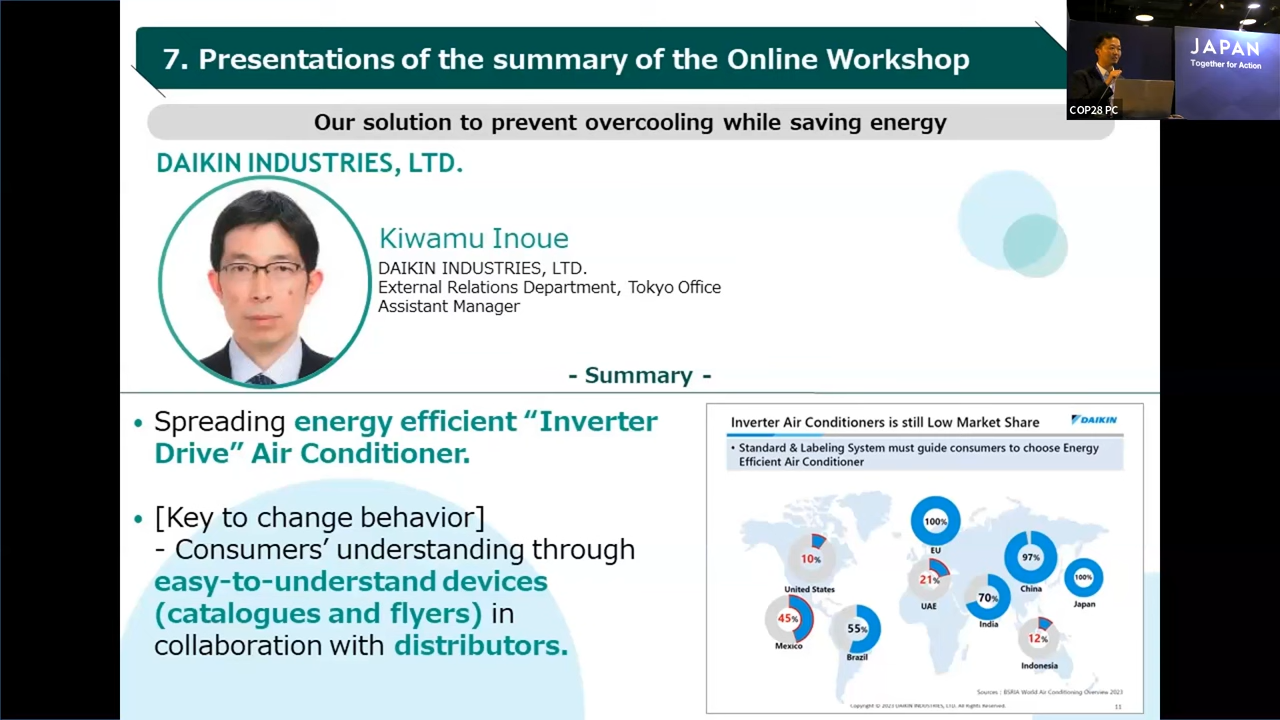 7. Presentations of the summary of the Online Workshop
JAPAN
Together for Action
COP28 PC
Our solution to prevent overcooling while saving energy
DAIKIN INDUSTRIES, LTD.
Kiwamu Inoue
DAIKIN INDUSTRIES, LTD.
External Relations Department, Tokyo Office
Assistant Manager
- Summary -
• Spreading energy efficient “Inverter
Drive” Air Conditioner.
• [Key to change behavior]
- Consumers’ understanding through
easy-to-understand devices
(catalogues and flyers) in
collaboration with distributors.
Inverter Air Conditioners is still Low Market Share
DAIKIN
• Standard & Labeling System must guide consumers to choose Energy
Efficient Air Conditioner
100%
EU
10%
United States
97%
China
21%
UAE
100%
Japan
70%
India
45%
Mexico
55%
Brazil
12%
Indonesia
Sources : BSRIA World Air Conditioning Overview 2023
Copyright © 2023 DAIKIN INDUSTRIES, LTD. All Rights Reserved.
11